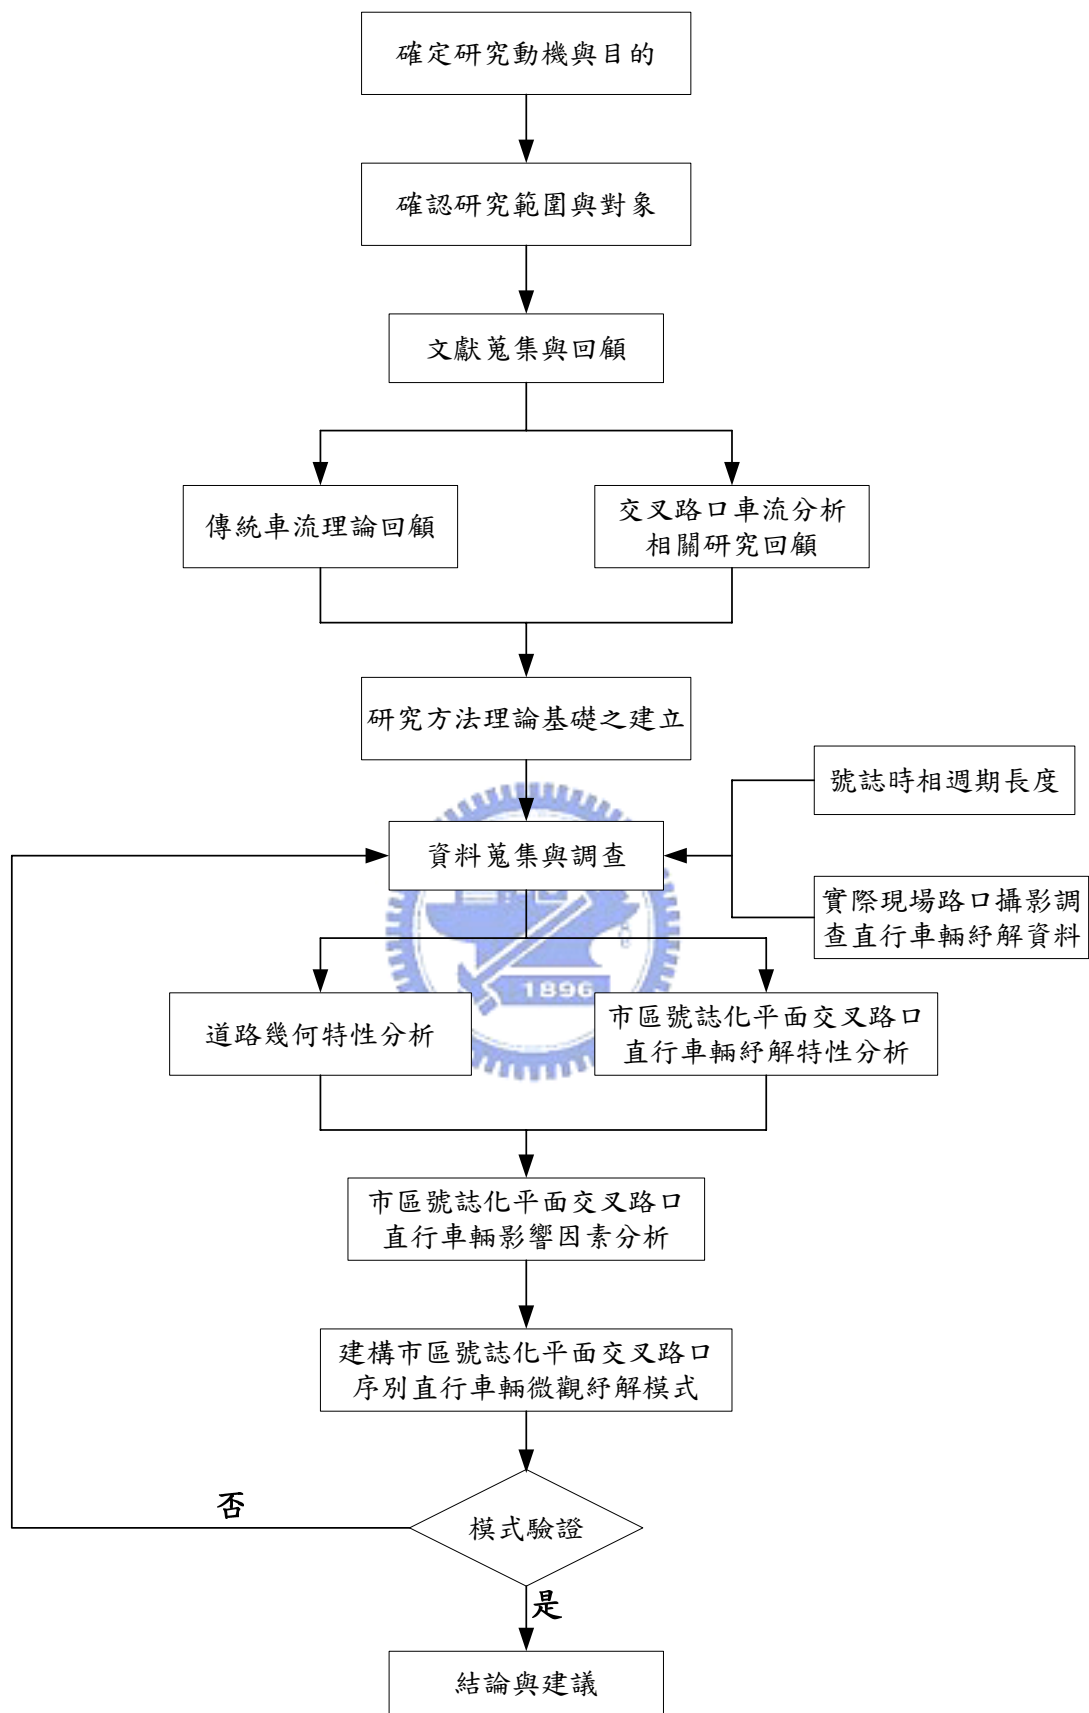 確定研究動機與目的
確認研究範圍與對象
文獻蒐集與回顧
傳統車流理論回顧
交叉路口車流分析
相關研究回顧
研究方法理論基礎之建立
號誌時相週期長度
資料蒐集與調查
實際現場路口攝影調
查直行車輛紓解資料
1896
道路幾何特性分析
市區號誌化平面交叉路口
直行車輛紓解特性分析
市區號誌化平面交叉路口
直行車輛影響因素分析
建構市區號誌化平面交叉路口
序別直行車輛微觀紓解模式
否
模式驗證
是
結論與建議